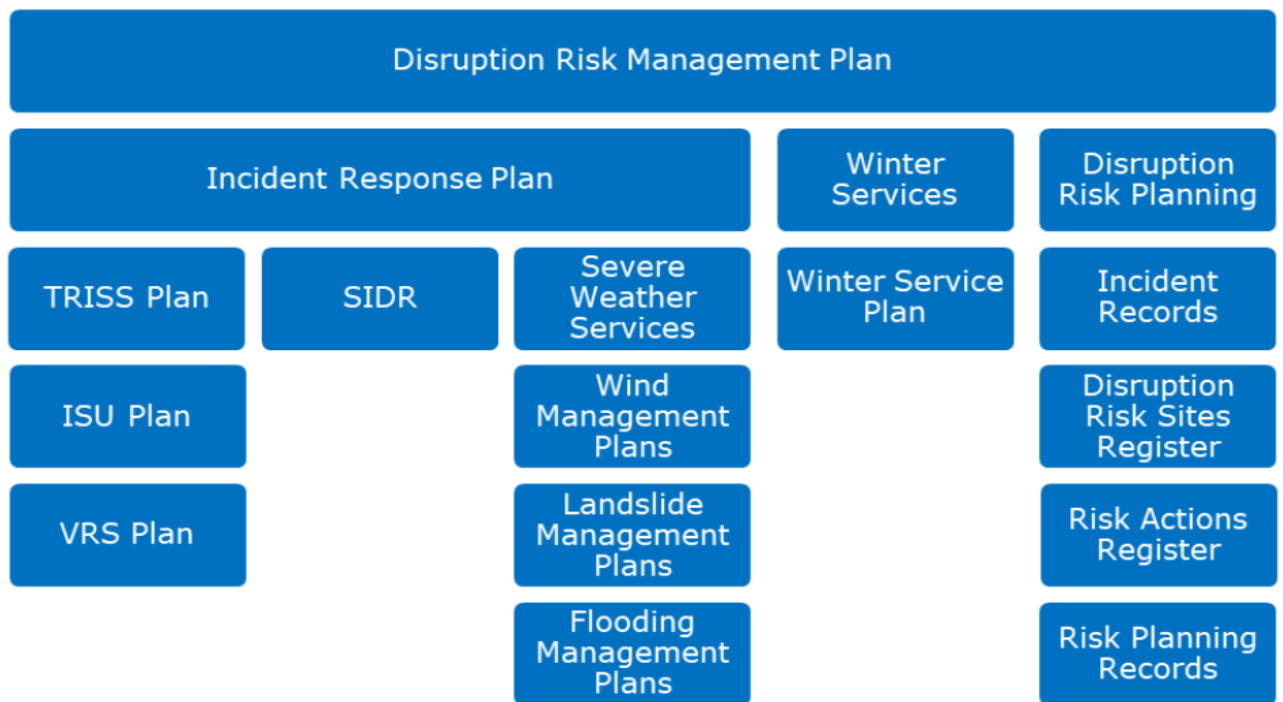 Disruption Risk Management Plan
Incident Response Plan
Winter
Services
Disruption
Risk Planning
TRISS Plan
SIDR
Severe
Weather
Services
Winter Service
Plan
Incident
Records
ISU Plan
Wind
Management
Plans
Disruption
Risk Sites
Register
VRS Plan
Landslide
Management
Plans
Risk Actions
Register
Flooding
Management
Plans
Risk Planning
Records